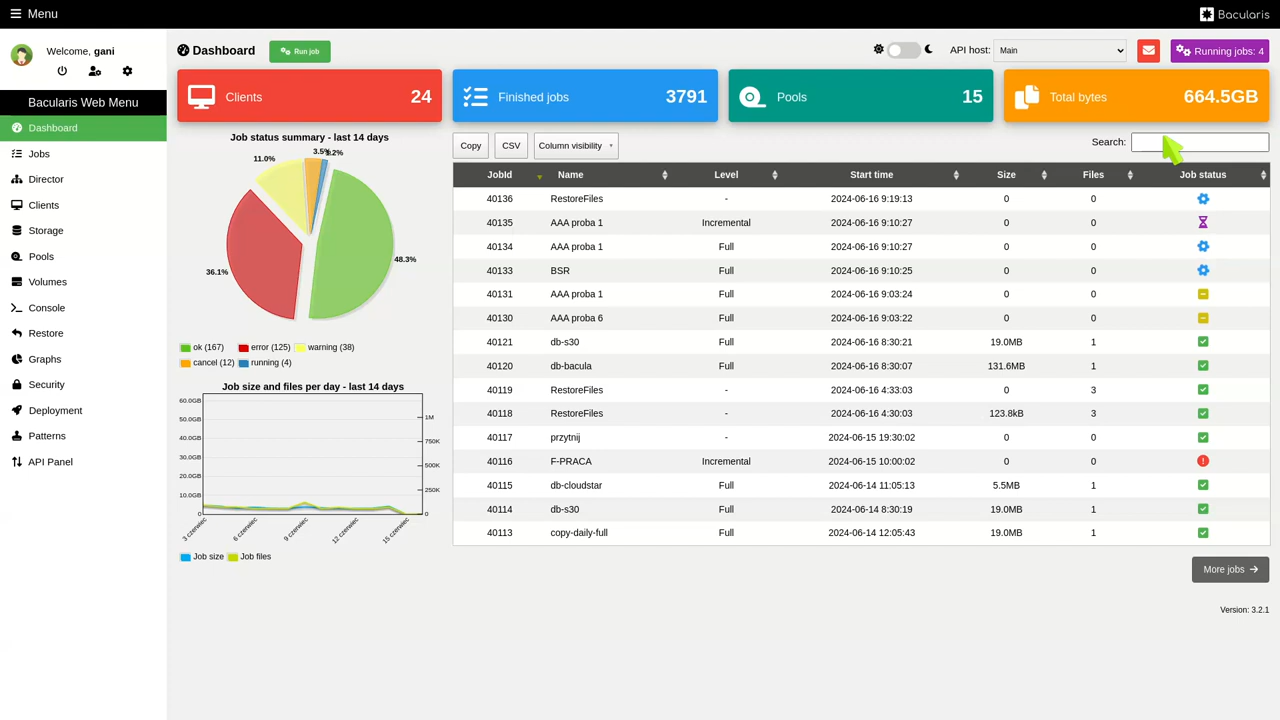 Menu
Bacularis
Welcome, gani
Bacularis Web Menu
Dashboard
Jobs
Director
Clients
Storage
Pools
Volumes
Console
Restore
Graphs
Security
Deployment
Patterns
API Panel
Dashboard
Run job
API host: Main
Running jobs: 4
Clients 24
Finished jobs 3791
Pools 15
Total bytes 664.5GB
Job status summary - last 14 days
11.0%
48.3%
36.1%
ok (167) error (125) warning (38)
cancel (12) running (4)
Job size and files per day - last 14 days
60.0GB
50.0GB
40.0GB
30.0GB
20.0GB
10.0GB
0
1M
750K
500K
250K
0
3 czerwiec
6 czerwiec
9 czerwiec
12 czerwiec
15 czerwiec
Job size Job files
Copy CSV Column visibility
Search:
JobId Name Level Start time Size Files Job status
40136 RestoreFiles - 2024-06-16 9:19:13 0 0
40135 AAA proba 1 Incremental 2024-06-16 9:10:27 0 0
40134 AAA proba 1 Full 2024-06-16 9:10:27 0 0
40133 BSR Full 2024-06-16 9:10:25 0 0
40131 AAA proba 1 Full 2024-06-16 9:03:24 0 0
40130 AAA proba 6 Full 2024-06-16 9:03:22 0 0
40121 db-s30 Full 2024-06-16 8:30:21 19.0MB 1
40120 db-bacula Full 2024-06-16 8:30:07 131.6MB 1
40119 RestoreFiles - 2024-06-16 4:33:03 0 3
40118 RestoreFiles - 2024-06-16 4:30:03 123.8kB 3
40117 przytnij - 2024-06-15 19:30:02 0 0
40116 F-PRACA Incremental 2024-06-15 10:00:02 0 0
40115 db-cloudstar Full 2024-06-14 11:05:13 5.5MB 1
40114 db-s30 Full 2024-06-14 8:30:19 19.0MB 1
40113 copy-daily-full Full 2024-06-14 12:05:43 19.0MB 1
More jobs
Version: 3.2.1